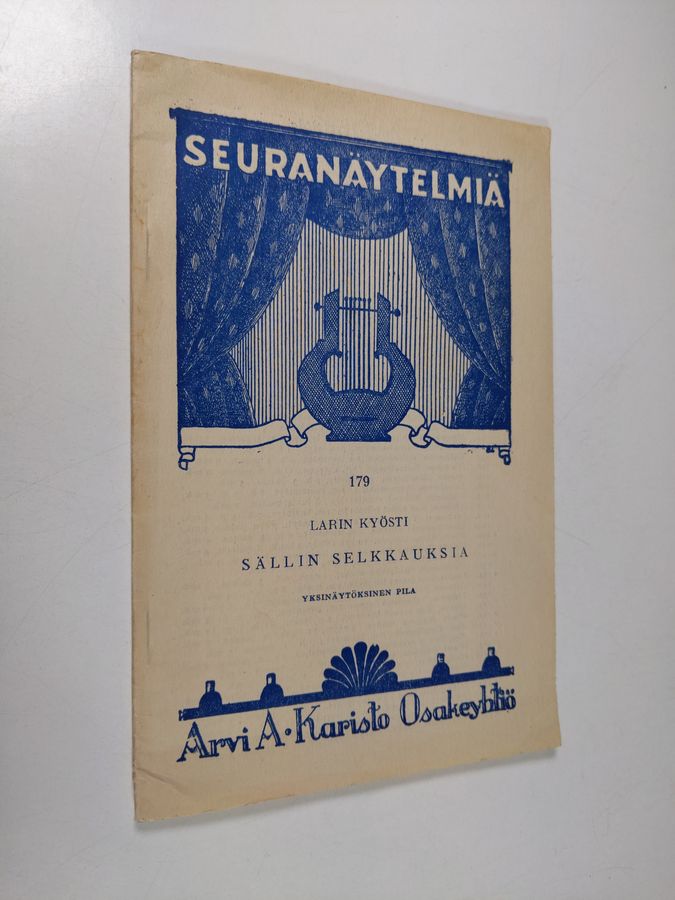 SEURANÄYTELMIÄ
179
LARIN KYÖSTI
SÄLLIN SELKKAUKSIA
YKSINÄYTÖKSINEN PILA
Arvi A·Karisto Osakeyhtiö